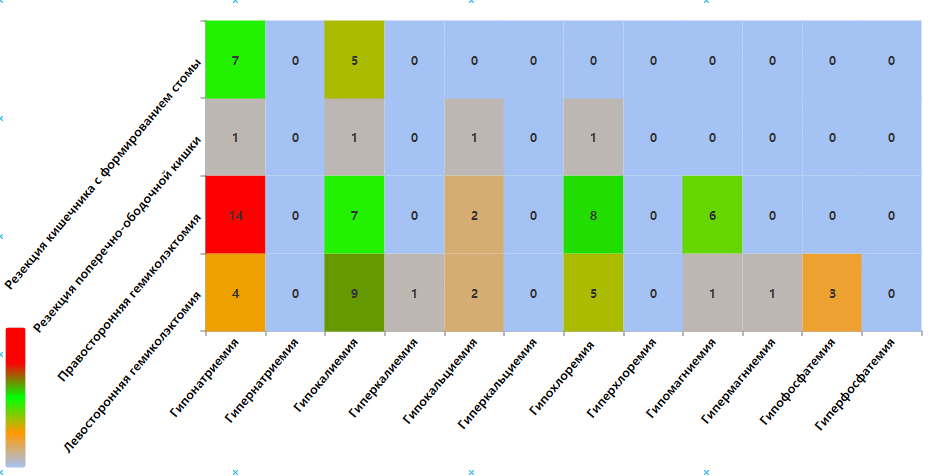 Резекция кишечника с формированием стомы
7 0 5 0 0 0 0 0 0 0 0 0
Резекция поперечно-ободочной кишки
1 0 1 0 1 0 1 0 0 0 0 0
Правосторонняя гемиколэктомия
14 0 7 0 2 0 8 0 6 0 0 0
Левосторонняя гемиколэктомия
4 0 9 1 2 0 5 0 1 1 3 0
Гипонатриемия
Гипернатриемия
Гипокалиемия
Гиперкалиемия
Гипокальциемия
Гиперкальциемия
Гипохлоремия
Гиперхлоремия
Гипомагниемия
Гипермагниемия
Гипофосфатемия
Гиперфосфатемия